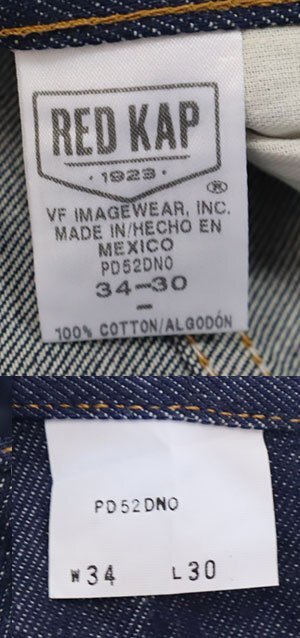 RED KAP
· 1923 ·
®
VF IMAGEWEAR, INC.
MADE IN/HECHO EN
MEXICO
PD52DNO
34-30
-
100% COTTON/ALGODÓN
PD52DNO
W34 L30